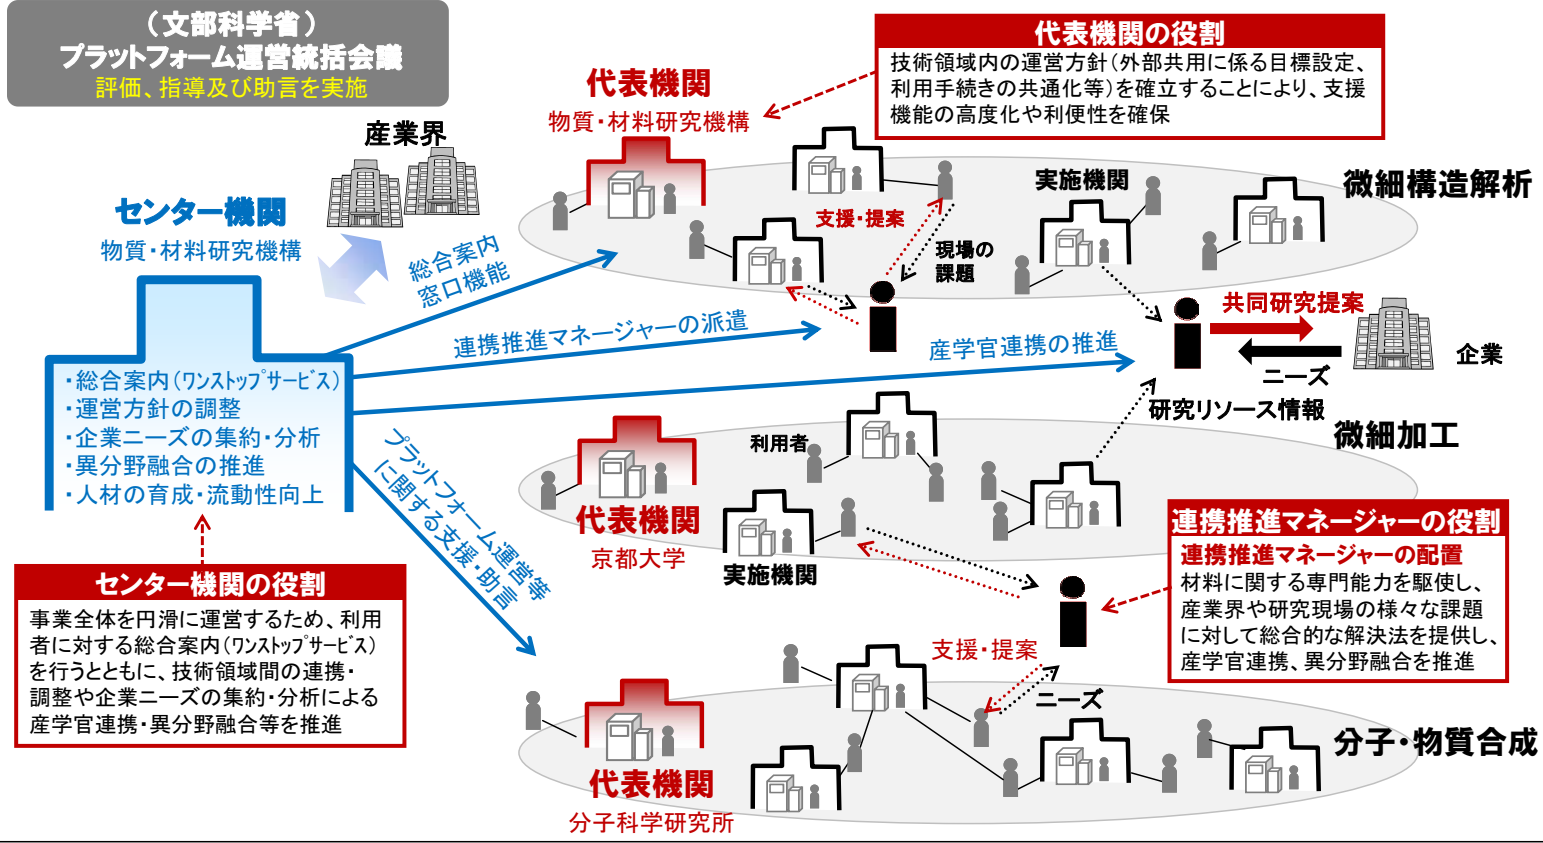 （文部科学省）
プラットフォーム運営統括会議
評価、指導及び助言を実施
産業界
センター機関
物質・材料研究機構
・総合案内（ワンストップサービス）
・運営方針の調整
・企業ニーズの集約・分析
・異分野融合の推進
・人材の育成・流動性向上
センター機関の役割
事業全体を円滑に運営するため、利用
者に対する総合案内（ワンストップサービス）
を行うとともに、技術領域間の連携・
調整や企業ニーズの集約・分析による
産学官連携・異分野融合等を推進
総合案内
窓口機能
連携推進マネージャーの派遣
産学官連携の推進
プラットフォーム運営等
に関する支援・助言
代表機関
物質・材料研究機構
代表機関の役割
技術領域内の運営方針（外部共用に係る目標設定、
利用手続きの共通化等）を確立することにより、支援
機能の高度化や利便性を確保
微細構造解析
実施機関
支援・提案
現場の
課題
共同研究提案
ニーズ
企業
研究リソース情報
微細加工
利用者
代表機関
京都大学
実施機関
連携推進マネージャーの役割
連携推進マネージャーの配置
材料に関する専門能力を駆使し、
産業界や研究現場の様々な課題
に対して総合的な解決法を提供し、
産学官連携、異分野融合を推進
支援・提案
ニーズ
分子・物質合成
代表機関
分子科学研究所